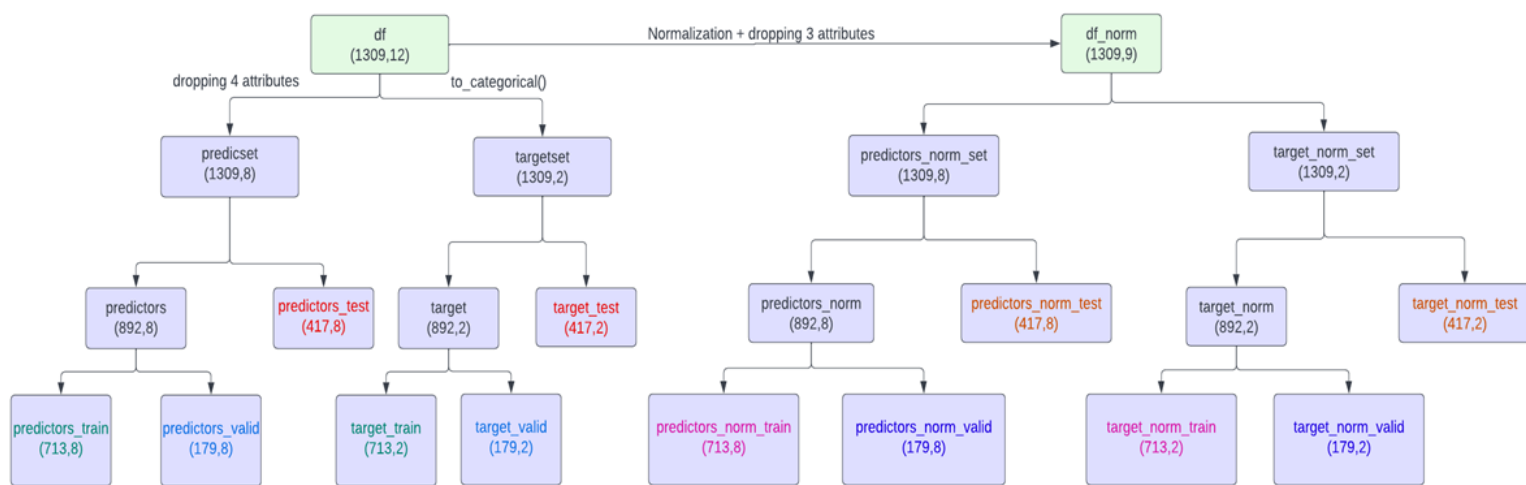 df
(1309,12)
Normalization + dropping 3 attributes
df_norm
(1309,9)
dropping 4 attributes
to_categorical()
predicset
(1309,8)
targetset
(1309,2)
predictors_norm_set
(1309,8)
target_norm_set
(1309,2)
predictors
(892,8)
predictors_test
(417,8)
target
(892,2)
target_test
(417,2)
predictors_norm
(892,8)
predictors_norm_test
(417,8)
target_norm
(892,2)
target_norm_test
(417,2)
predictors_train
(713,8)
predictors_valid
(179,8)
target_train
(713,2)
target_valid
(179,2)
predictors_norm_train
(713,8)
predictors_norm_valid
(179,8)
target_norm_train
(713,2)
target_norm_valid
(179,2)